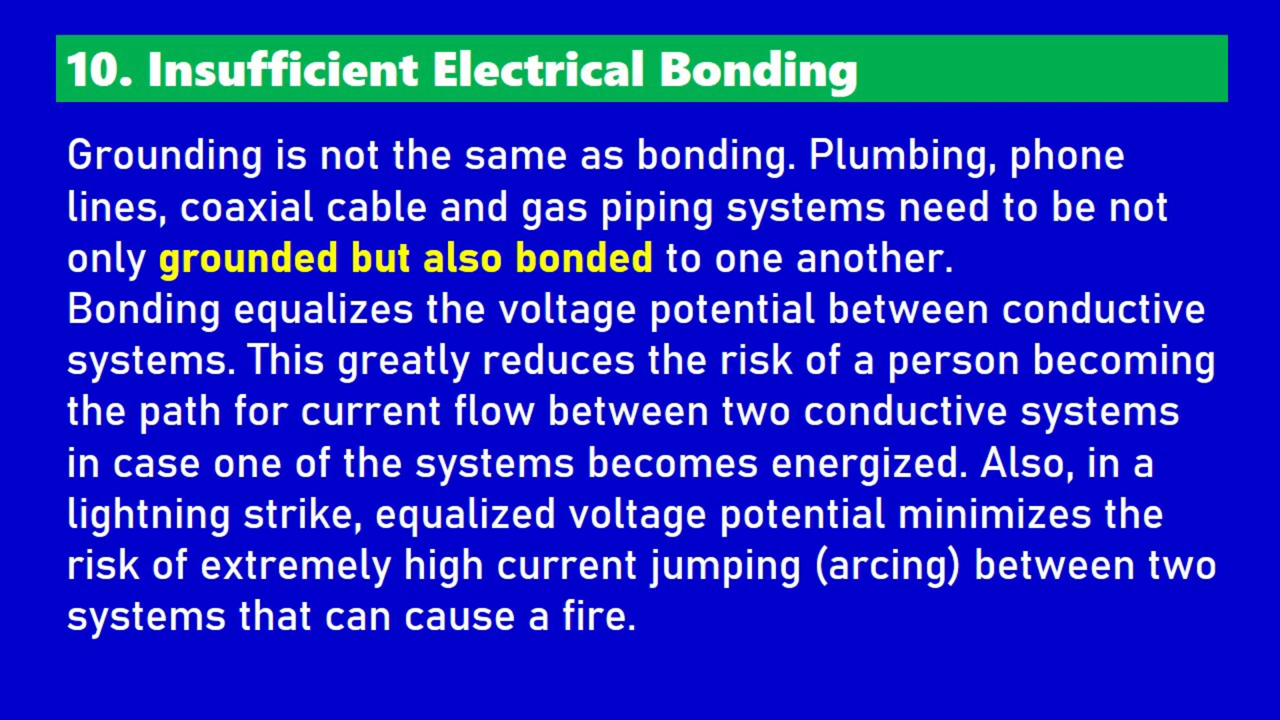 10. Insufficient Electrical Bonding
Grounding is not the same as bonding. Plumbing, phone
lines, coaxial cable and gas piping systems need to be not
only grounded but also bonded to one another.
Bonding equalizes the voltage potential between conductive
systems. This greatly reduces the risk of a person becoming
the path for current flow between two conductive systems
in case one of the systems becomes energized. Also, in a
lightning strike, equalized voltage potential minimizes the
risk of extremely high current jumping (arcing) between two
systems that can cause a fire.